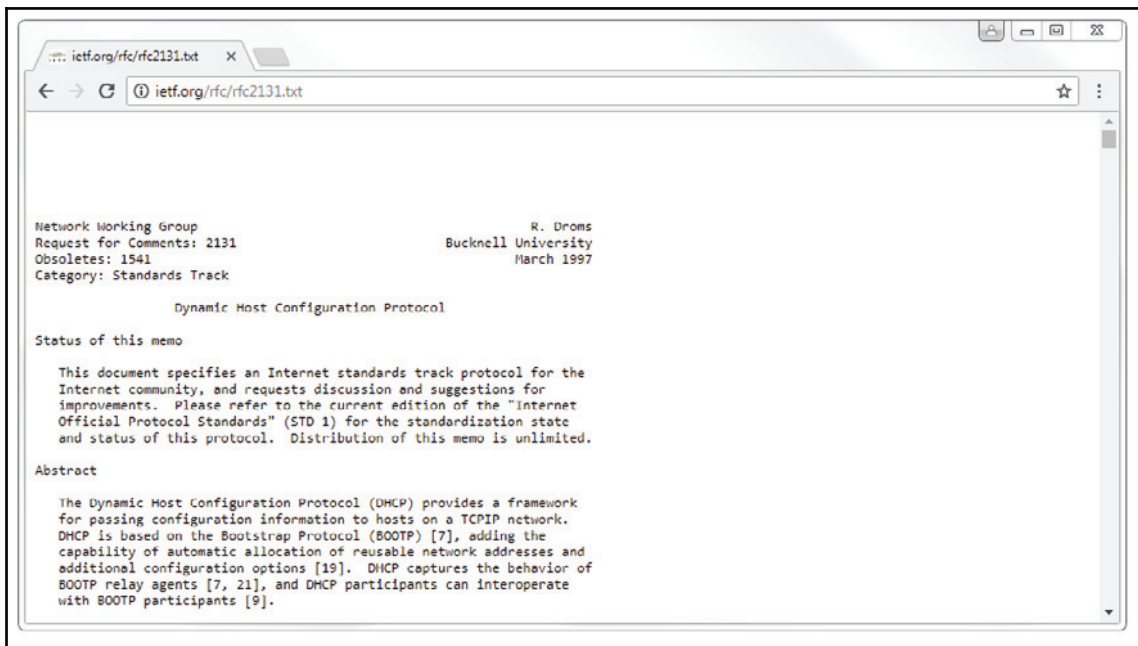 ietf.org/rfc/rfc2131.txt
ietf.org/rfc/rfc2131.txt
Network Working Group R. Droms
Request for Comments: 2131 Bucknell University
Obsoletes: 1541 March 1997
Category: Standards Track
Dynamic Host Configuration Protocol
Status of this memo
This document specifies an Internet standards track protocol for the
Internet community, and requests discussion and suggestions for
improvements. Please refer to the current edition of the "Internet
Official Protocol Standards" (STD 1) for the standardization state
and status of this protocol. Distribution of this memo is unlimited.
Abstract
The Dynamic Host Configuration Protocol (DHCP) provides a framework
for passing configuration information to hosts on a TCPIP network.
DHCP is based on the Bootstrap Protocol (BOOTP) [7], adding the
capability of automatic allocation of reusable network addresses and
additional configuration options [19]. DHCP captures the behavior of
BOOTP relay agents [7, 21], and DHCP participants can interoperate
with BOOTP participants [9].